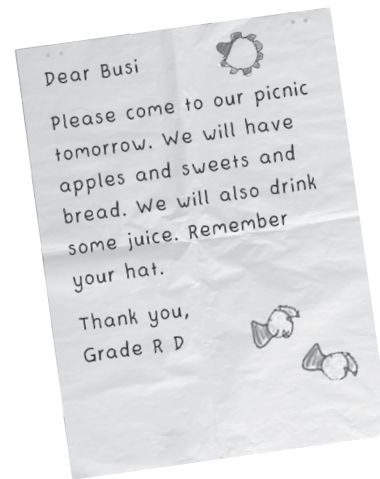 Dear Busi
Please come to our picnic
tomorrow. We will have
apples and sweets and
bread. We will also drink
some juice. Remember
your hat.
Thank you,
Grade R D